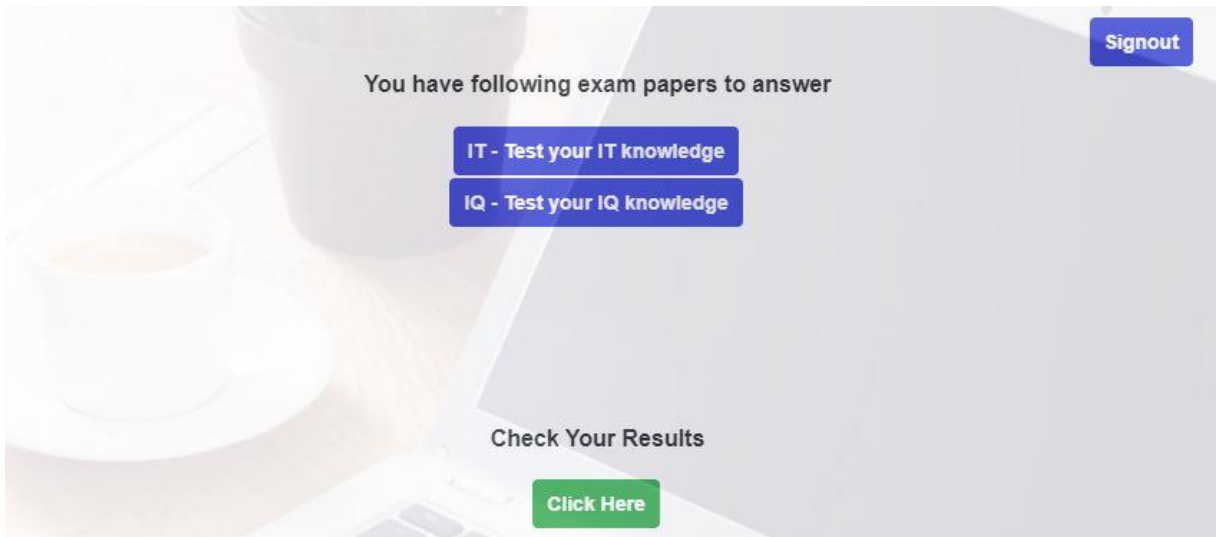 Signout
You have following exam papers to answer
IT - Test your IT knowledge
IQ - Test your IQ knowledge
Check Your Results
Click Here